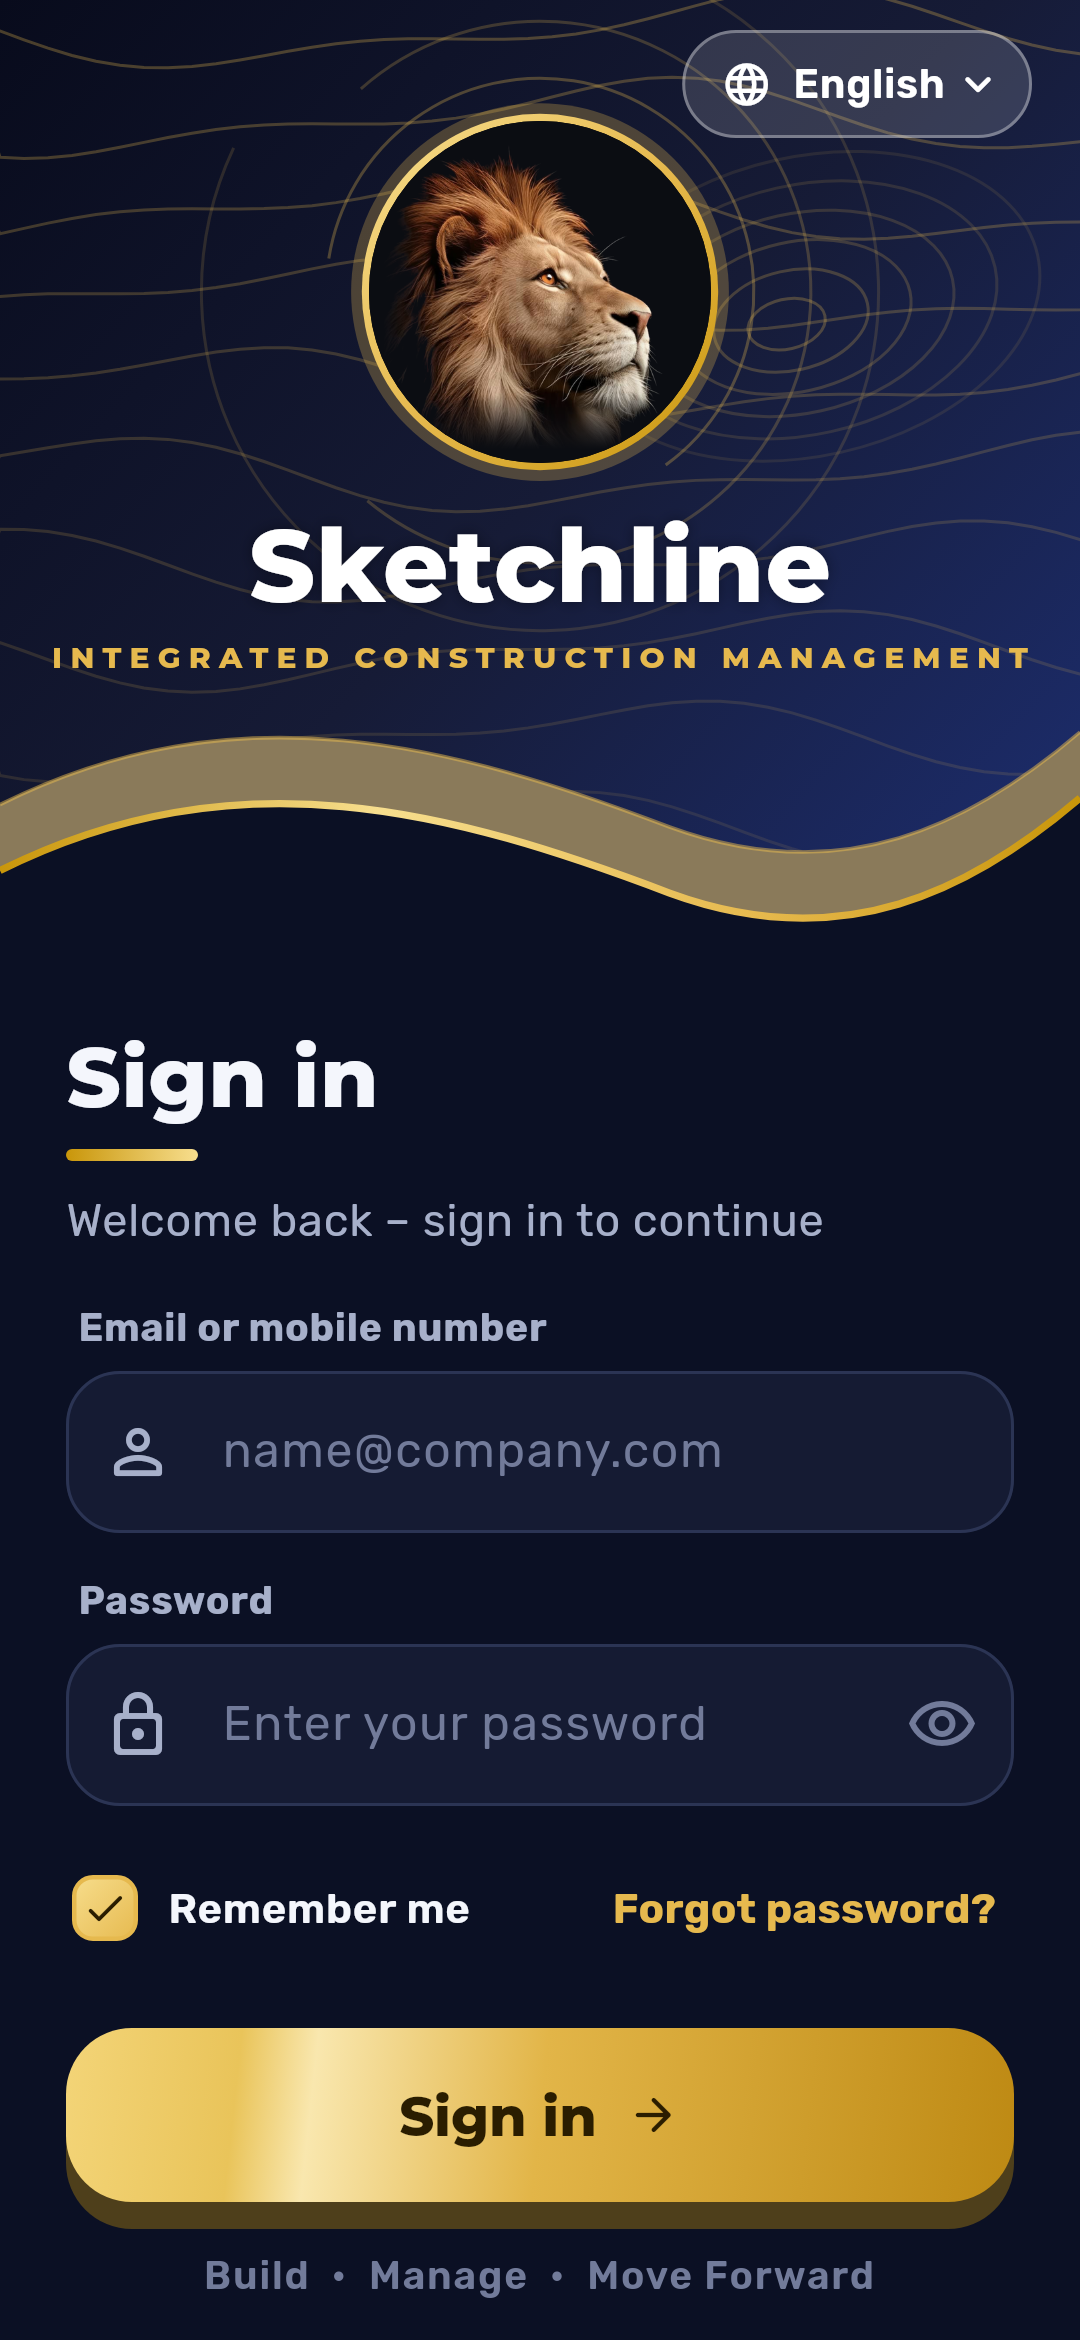 English
Sketchline
INTEGRATED CONSTRUCTION MANAGEMENT
Sign in
Welcome back – sign in to continue
Email or mobile number
name@company.com
Password
Enter your password
Remember me Forgot password?
Sign in
Build • Manage • Move Forward